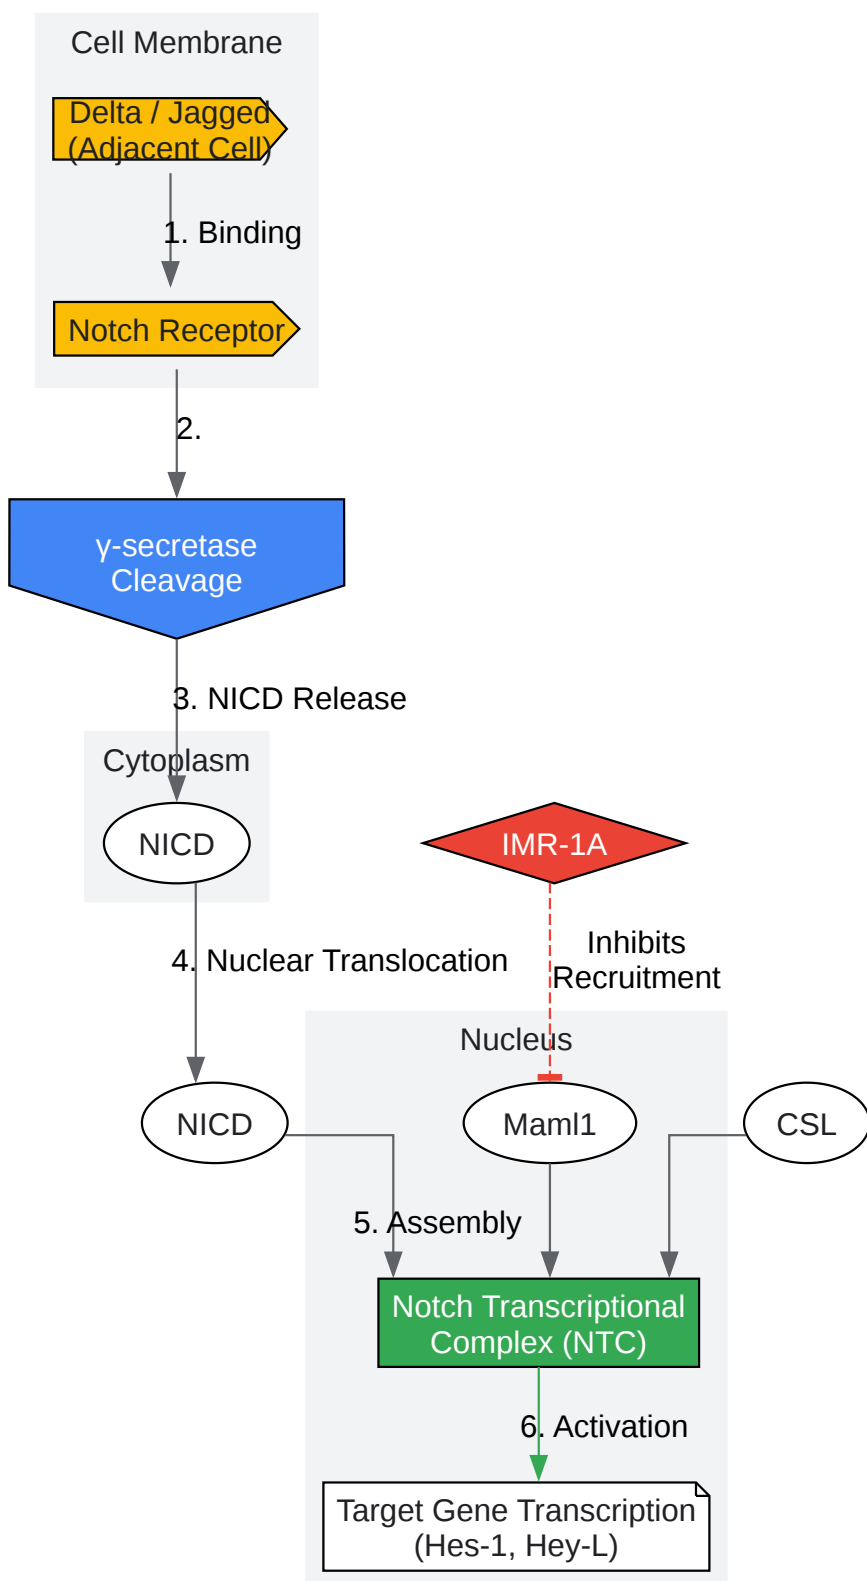 Cell Membrane
Delta / Jagged
(Adjacent Cell)
1. Binding
Notch Receptor
2.
γ-secretase
Cleavage
3. NICD Release
Cytoplasm
NICD
IMR-1A
4. Nuclear Translocation
Inhibits
Recruitment
Nucleus
NICD
Maml1
CSL
5. Assembly
Notch Transcriptional
Complex (NTC)
6. Activation
Target Gene Transcription
(Hes-1, Hey-L)